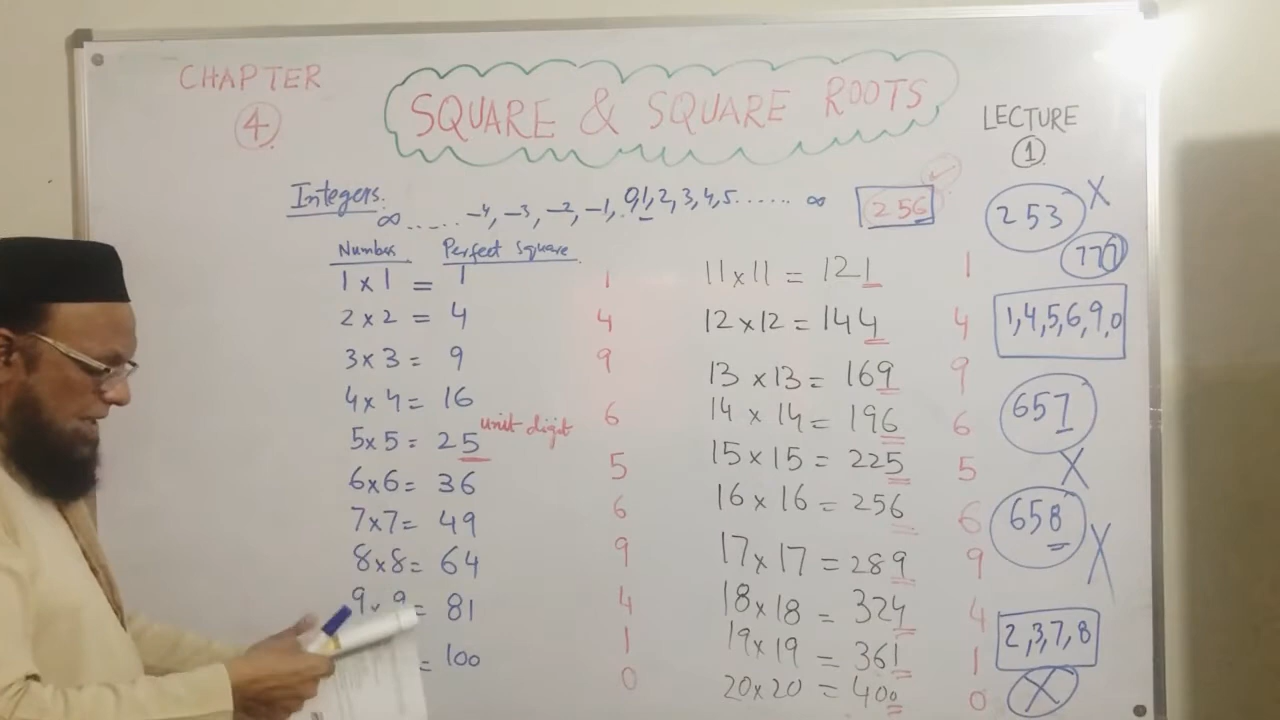 CHAPTER
4
SQUARE & SQUARE ROOTS
LECTURE
1
Integers.
∞ ...... -4, -3, -2, -1, 0, 1, 2, 3, 4, 5 ...... ∞
256
Number Perfect Square
1 x 1 = 1 1
2 x 2 = 4 4
3 x 3 = 9 9
4 x 4 = 16 6
5 x 5 = 25 unit digit 5
6 x 6 = 36 6
7 x 7 = 49 9
8 x 8 = 64 4
9 x 9 = 81 1
= 100 0
11 x 11 = 121 1
12 x 12 = 144 4
13 x 13 = 169 9
14 x 14 = 196 6
15 x 15 = 225 5
16 x 16 = 256 6
17 x 17 = 289 9
18 x 18 = 324 4
19 x 19 = 361 1
20 x 20 = 400 0
253 X
777
1,4,5,6,9,0
657
X
658 X
2,3,7,8
X